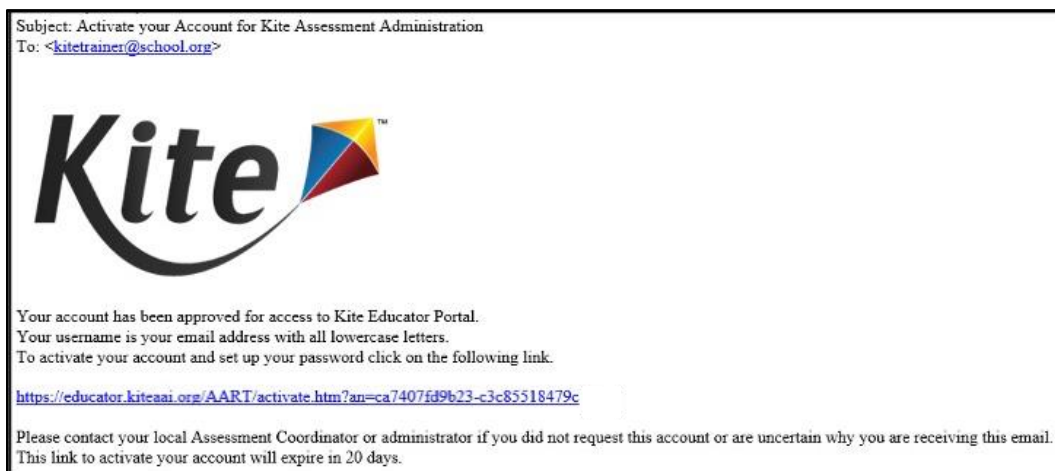 Subject: Activate your Account for Kite Assessment Administration
To: <kitetrainer@school.org>
Kite ™
Your account has been approved for access to Kite Educator Portal.
Your username is your email address with all lowercase letters.
To activate your account and set up your password click on the following link.
https://educator.kiteaai.org/AART/activate.htm?an=ca7407fd9b23-c3c85518479c
Please contact your local Assessment Coordinator or administrator if you did not request this account or are uncertain why you are receiving this email.
This link to activate your account will expire in 20 days.